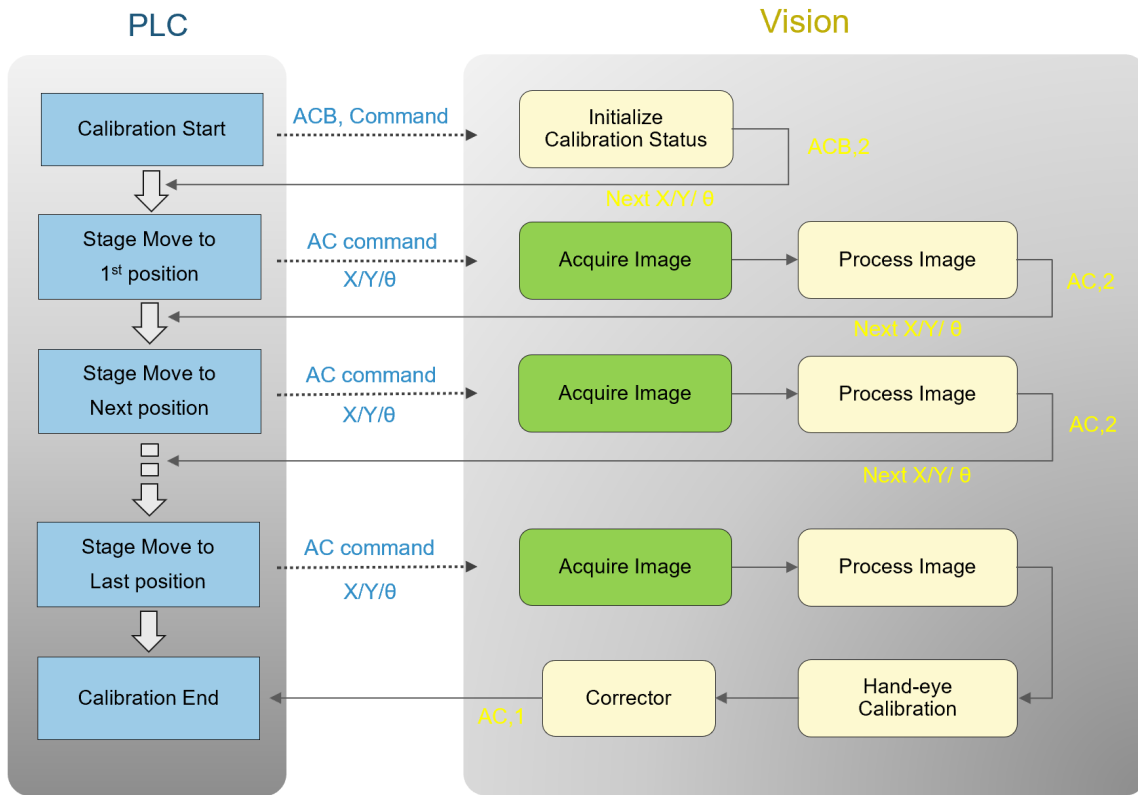 PLC
Vision
Calibration Start
ACB, Command
Initialize
Calibration Status
ACB,2
Next X/Y/ θ
Stage Move to
1st position
AC command
X/Y/θ
Acquire Image
Process Image
AC,2
Next X/Y/ θ
Stage Move to
Next position
AC command
X/Y/θ
Acquire Image
Process Image
AC,2
Next X/Y/ θ
Stage Move to
Last position
AC command
X/Y/θ
Acquire Image
Process Image
Calibration End
AC,1
Corrector
Hand-eye
Calibration